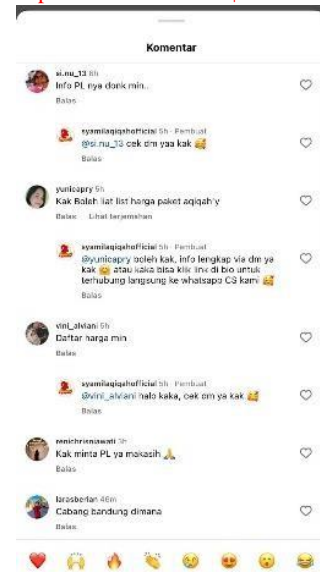 Komentar
si.nu_13 6h
Info PL nya donk min..
Balas
syamilaqiqahofficial 5h · Pembuat
@si.nu_13 cek dm yaa kak 🥰
Balas
yunicapry 5h
Kak Boleh liat list harga paket aqiqah'y
Balas Lihat terjemahan
syamilaqiqahofficial 5h · Pembuat
@yunicapry boleh kak, info lengkap via dm ya
kak 😊 atau kaka bisa klik link di bio untuk
terhubung langsung ke whatsapp CS kami 🥰
Balas
vini_alviani 5h
Daftar harga min
Balas
syamilaqiqahofficial 5h · Pembuat
@vini_alviani halo kaka, cek dm ya kak 🥰
Balas
renichrisniawati 3h
Kak minta PL ya makasih 🙏
Balas
larasberlan 46m
Cabang bandung dimana
Balas